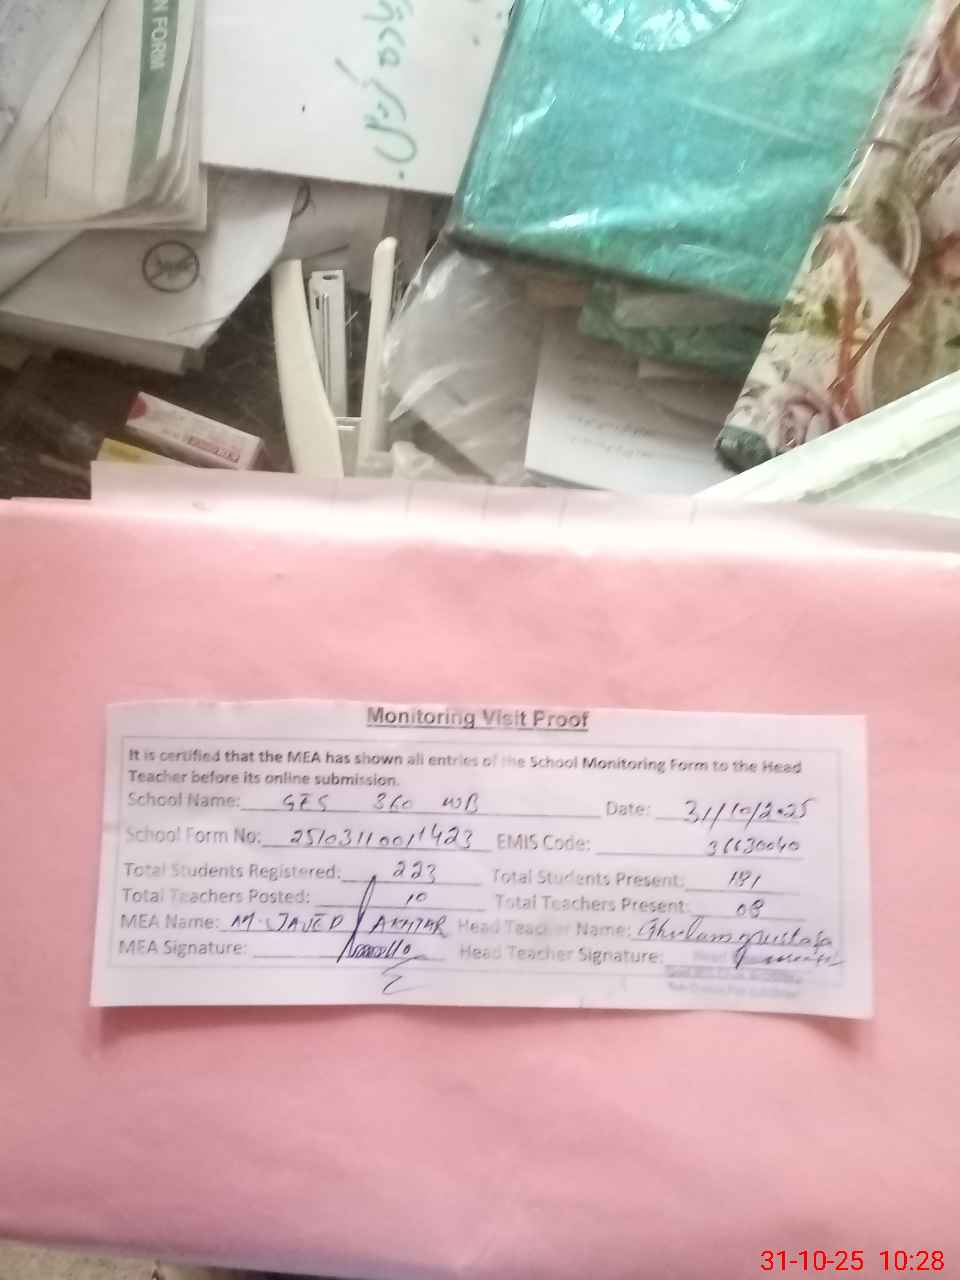 N FORM
Monitoring Visit Proof
It is certified that the MEA has shown all entries of the School Monitoring Form to the Head
Teacher before its online submission.
School Name: GES 360 WB Date: 31/10/2025
School Form No: 25103110011423 EMIS Code: 36630040
Total Students Registered: 223 Total Students Present: 181
Total Teachers Posted: 10 Total Teachers Present: 08
MEA Name: M. JAVED AKHTAR Head Teacher Name: Ghulam Mustafa
MEA Signature: Head Teacher Signature:
31-10-25 10:28